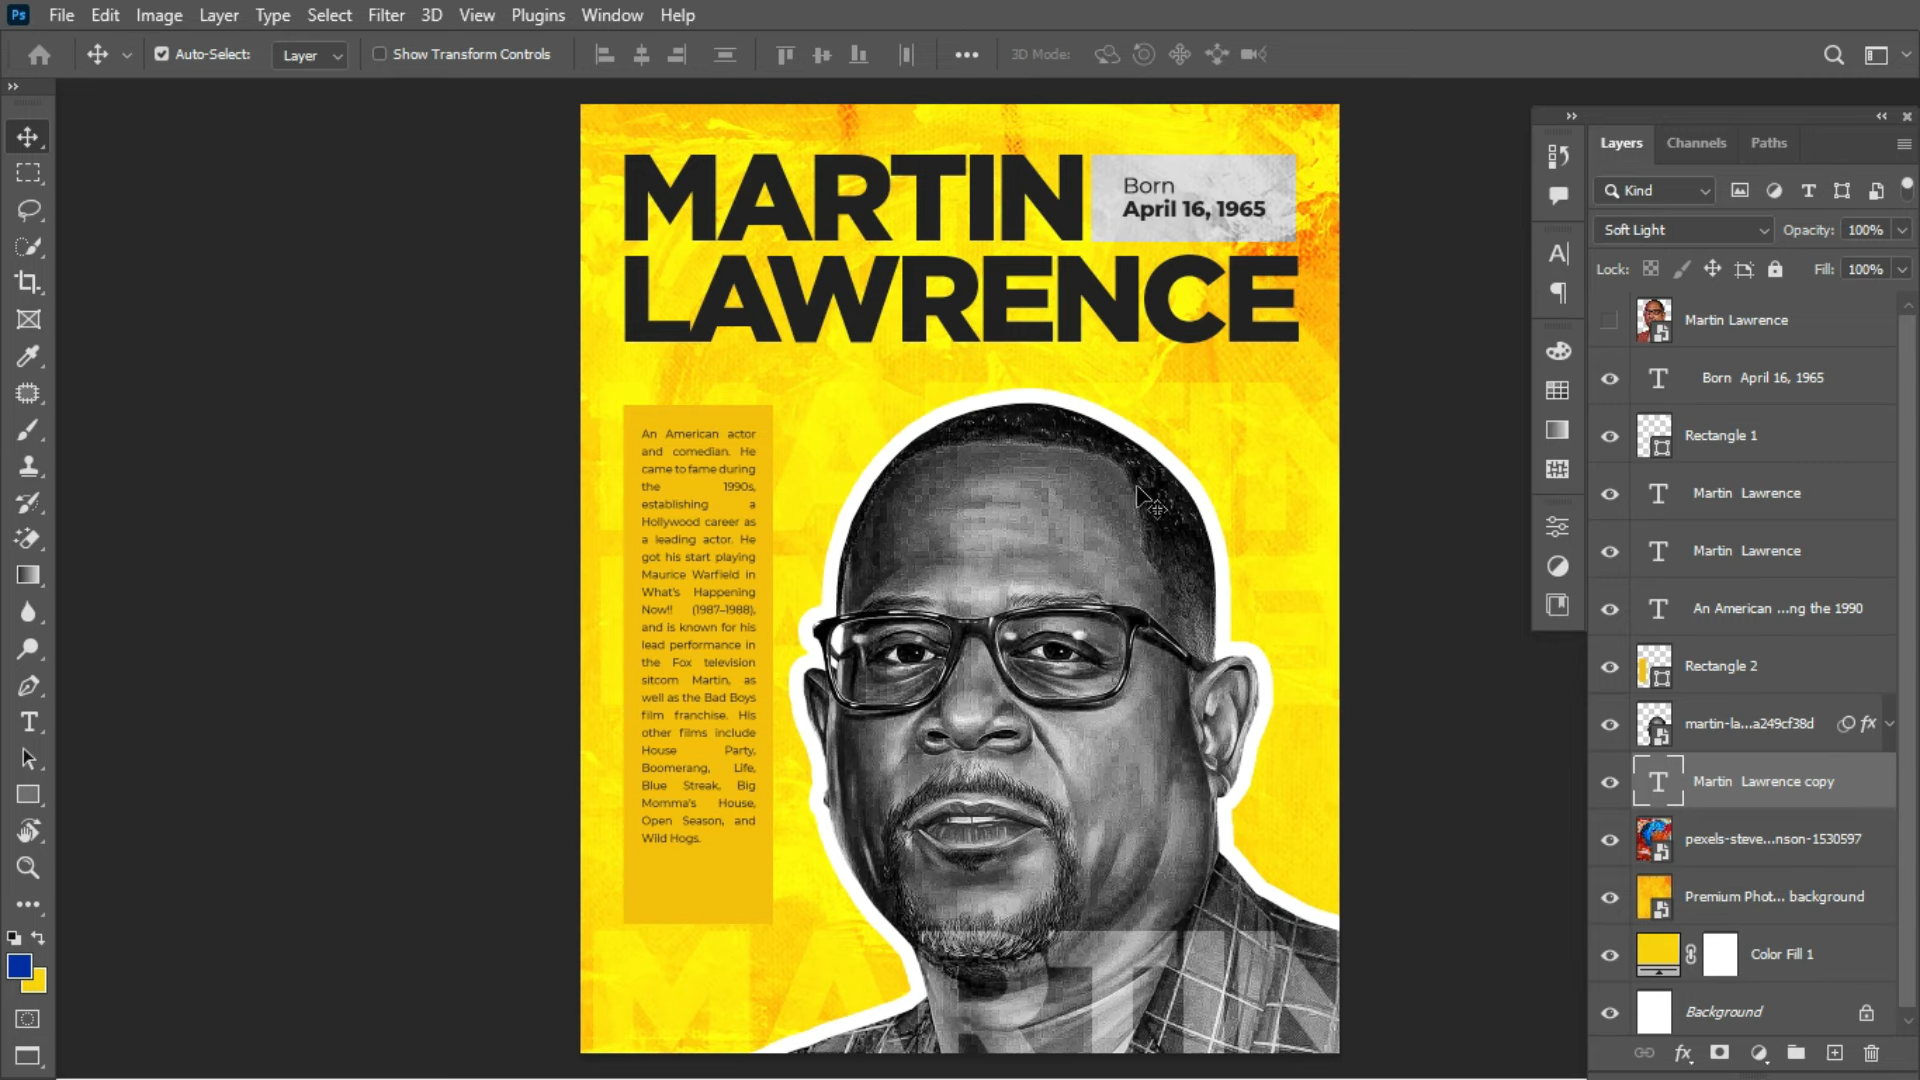 Ps File Edit Image Layer Type Select Filter 3D View Plugins Window Help
Auto-Select: Layer Show Transform Controls 3D Mode:
MARTIN
LAWRENCE
Born
April 16, 1965
An American actor
and comedian. He
came to fame during
the 1990s,
establishing a
Hollywood career as
a leading actor. He
got his start playing
Maurice Warfield in
What's Happening
Now!! (1987–1988),
and is known for his
lead performance in
the Fox television
sitcom Martin, as
well as the Bad Boys
film franchise. His
other films include
House Party,
Boomerang, Life,
Blue Streak, Big
Momma's House,
Open Season, and
Wild Hogs.
MARTIN
Layers Channels Paths
Kind
Soft Light Opacity: 100%
Lock: Fill: 100%
Martin Lawrence
Born April 16, 1965
Rectangle 1
Martin Lawrence
Martin Lawrence
An American ...ng the 1990
Rectangle 2
martin-la...a249cf38d fx
Martin Lawrence copy
pexels-steve...nson-1530597
Premium Phot... background
Color Fill 1
Background
fx